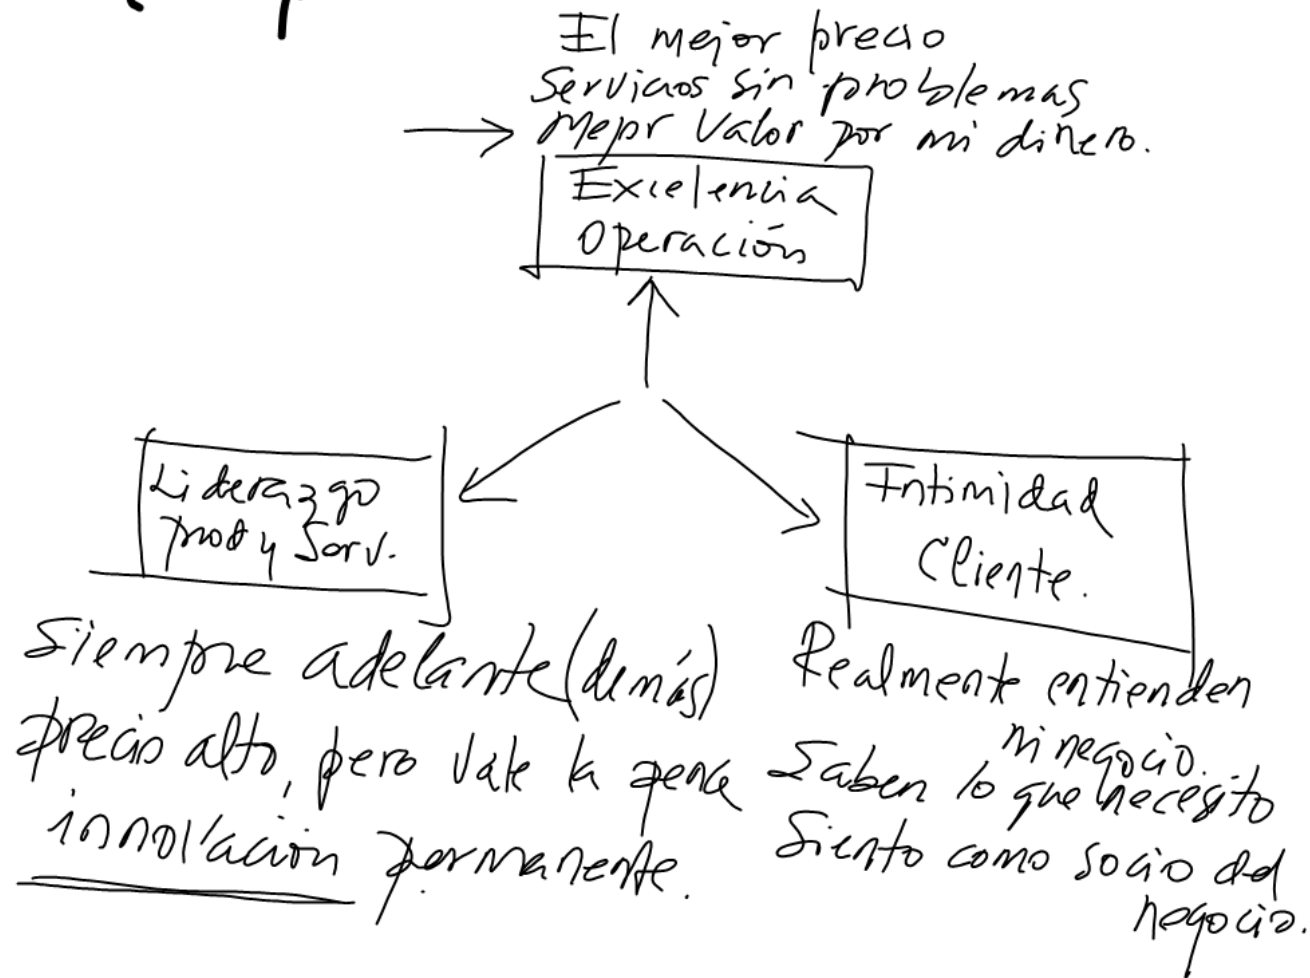 El mejor precio
Servicios sin problemas
Mejor Valor por mi dinero.
Excelencia
Operación
Liderazgo
prod y Serv.
Intimidad
Cliente.
Siempre adelante (demás)
precio alto, pero Vale la pena
innovación permanente.
Realmente entienden
mi negocio.
Saben lo que necesito
Siento como socio del
negocio.